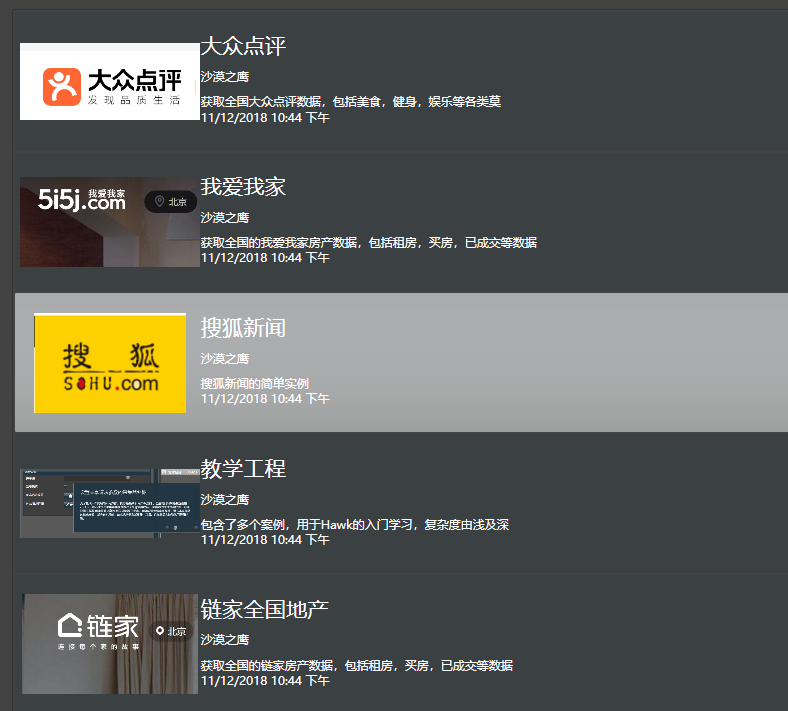 大众点评
大众点评
发现品质生活
沙漠之鹰
获取全国大众点评数据，包括美食，健身，娱乐等各类莫
11/12/2018 10:44 下午
我爱我家
5i5j.com
我爱我家
北京
沙漠之鹰
获取全国的我爱我家房产数据，包括租房，买房，已成交等数据
11/12/2018 10:44 下午
搜狐新闻
搜狐
SOHU.com
沙漠之鹰
搜狐新闻的简单实例
11/12/2018 10:44 下午
教学工程
沙漠之鹰
包含了多个案例，用于Hawk的入门学习，复杂度由浅及深
11/12/2018 10:44 下午
链家全国地产
链家
北京
连接每个家的故事
沙漠之鹰
获取全国的链家房产数据，包括租房，买房，已成交等数据
11/12/2018 10:44 下午